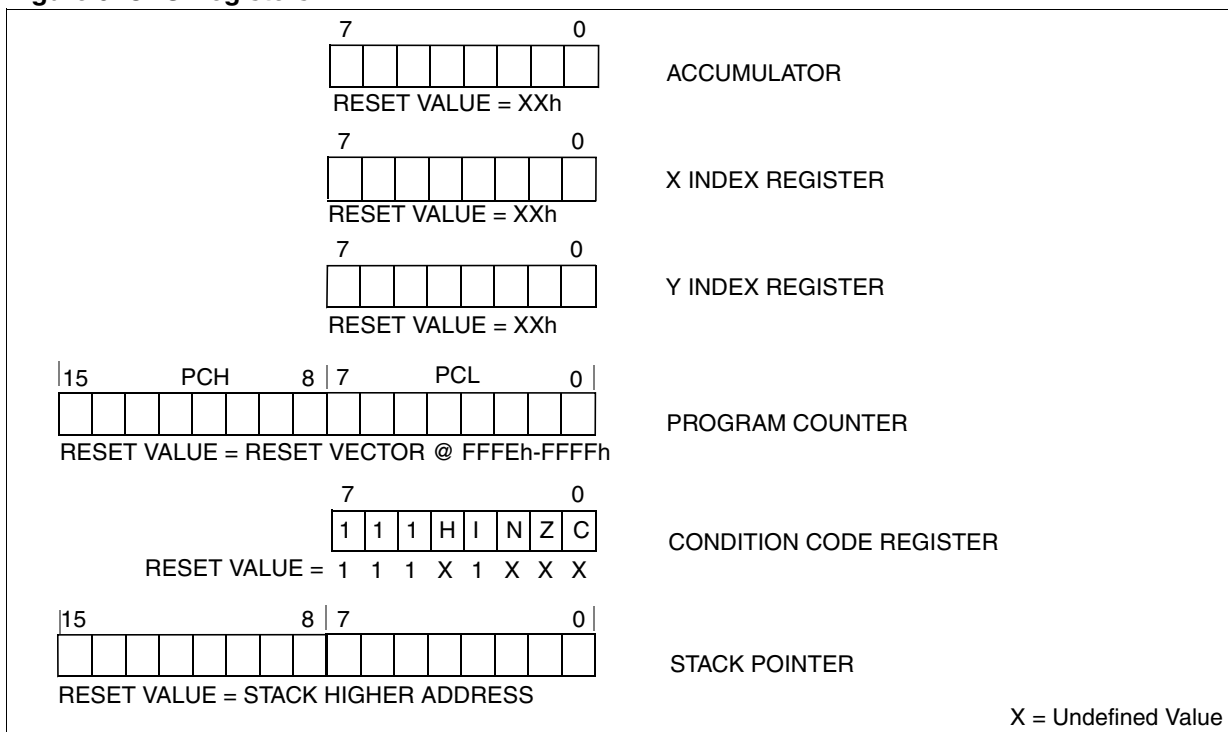 7 0
ACCUMULATOR
RESET VALUE = XXh
7 0
X INDEX REGISTER
RESET VALUE = XXh
7 0
Y INDEX REGISTER
RESET VALUE = XXh
15 PCH 8 7 PCL 0
PROGRAM COUNTER
RESET VALUE = RESET VECTOR @ FFFEh-FFFFh
7 0
1 1 1 H I N Z C
CONDITION CODE REGISTER
RESET VALUE = 1 1 1 X 1 X X X
15 8 7 0
STACK POINTER
RESET VALUE = STACK HIGHER ADDRESS
X = Undefined Value